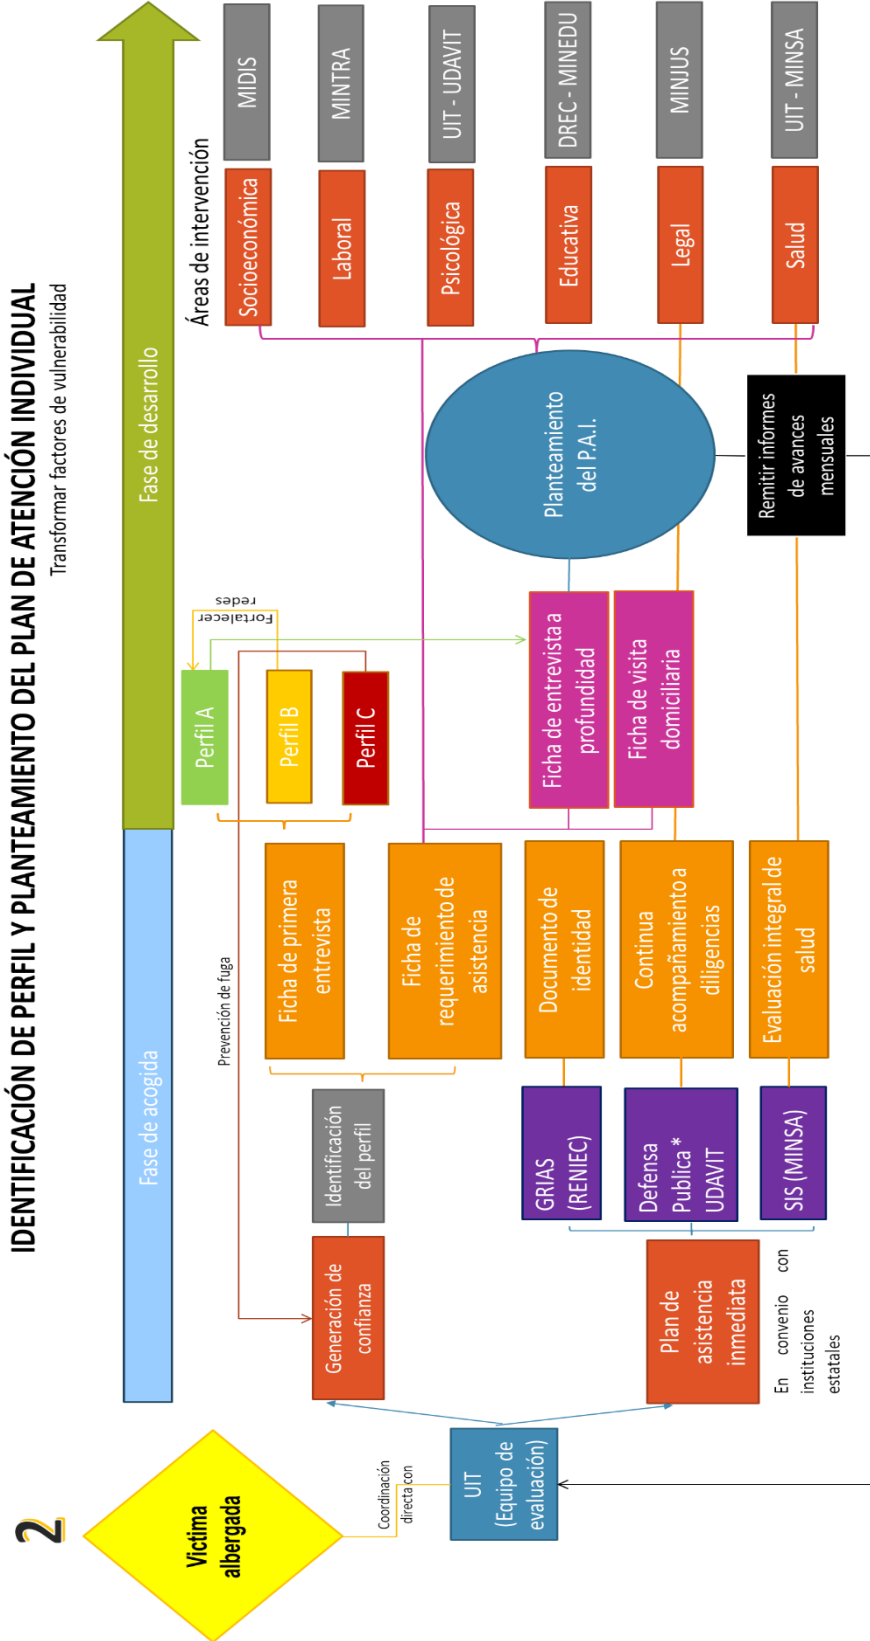 2
IDENTIFICACIÓN DE PERFIL Y PLANTEAMIENTO DEL PLAN DE ATENCIÓN INDIVIDUAL
Transformar factores de vulnerabilidad
Fase de acogida
Fase de desarrollo
Victima
albergada
Coordinación
directa con
UIT
(Equipo de
evaluación)
Prevención de fuga
Generación de
confianza
Identificación
del perfil
Ficha de primera
entrevista
Ficha de
requerimiento de
asistencia
Perfil A
Perfil B
Perfil C
Fortalecer
redes
Plan de
asistencia
inmediata
En convenio con
instituciones
estatales
GRIAS
(RENIEC)
Defensa
Publica *
UDAVIT
SIS (MINSA)
Documento de
identidad
Continua
acompañamiento a
diligencias
Evaluación integral de
salud
Ficha de entrevista a
profundidad
Ficha de visita
domiciliaria
Planteamiento
del P.A.I.
Remitir informes
de avances
mensuales
Áreas de intervención
Socioeconómica
MIDIS
Laboral
MINTRA
Psicológica
UIT - UDAVIT
Educativa
DREC - MINEDU
Legal
MINJUS
Salud
UIT - MINSA